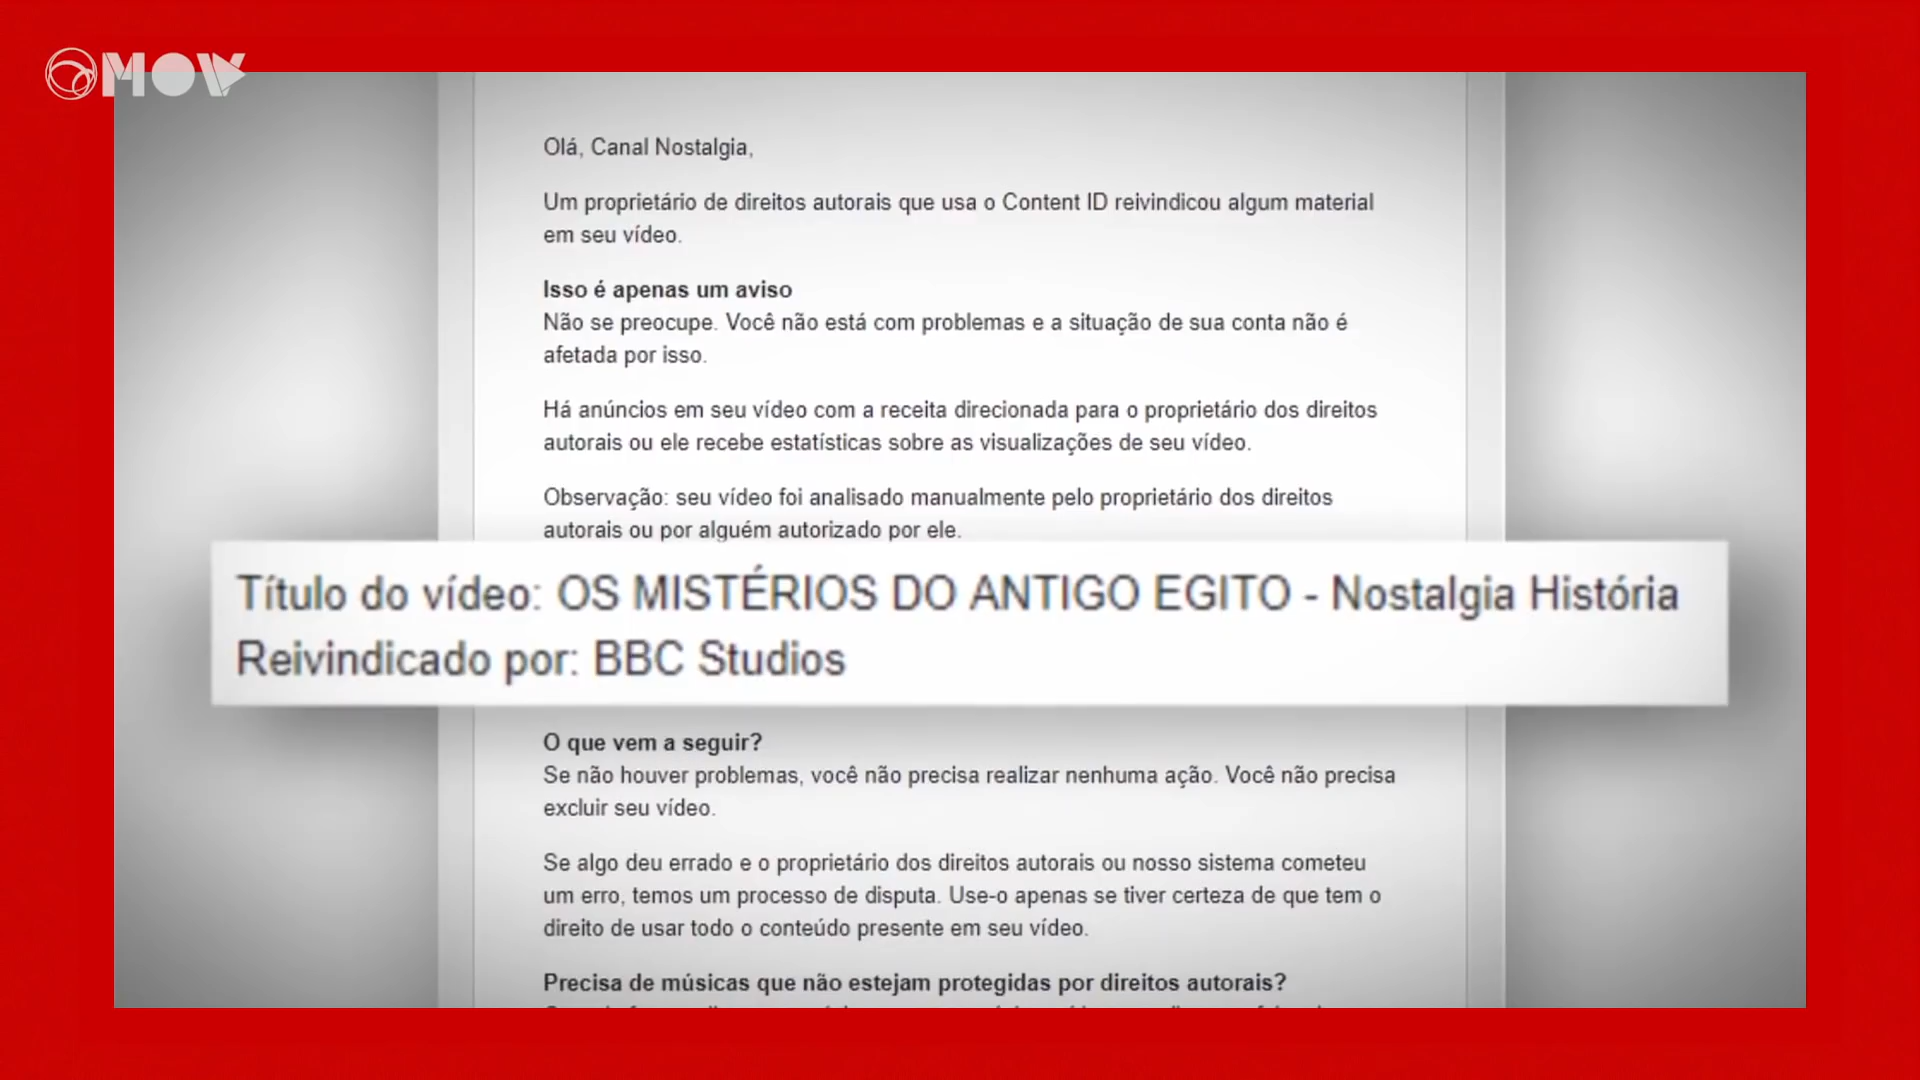 MOV
Olá, Canal Nostalgia,
Um proprietário de direitos autorais que usa o Content ID reivindicou algum material
em seu vídeo.
Isso é apenas um aviso
Não se preocupe. Você não está com problemas e a situação de sua conta não é
afetada por isso.
Há anúncios em seu vídeo com a receita direcionada para o proprietário dos direitos
autorais ou ele recebe estatísticas sobre as visualizações de seu vídeo.
Observação: seu vídeo foi analisado manualmente pelo proprietário dos direitos
autorais ou por alguém autorizado por ele.
Título do vídeo: OS MISTÉRIOS DO ANTIGO EGITO - Nostalgia História
Reivindicado por: BBC Studios
O que vem a seguir?
Se não houver problemas, você não precisa realizar nenhuma ação. Você não precisa
excluir seu vídeo.
Se algo deu errado e o proprietário dos direitos autorais ou nosso sistema cometeu
um erro, temos um processo de disputa. Use-o apenas se tiver certeza de que tem o
direito de usar todo o conteúdo presente em seu vídeo.
Precisa de músicas que não estejam protegidas por direitos autorais?